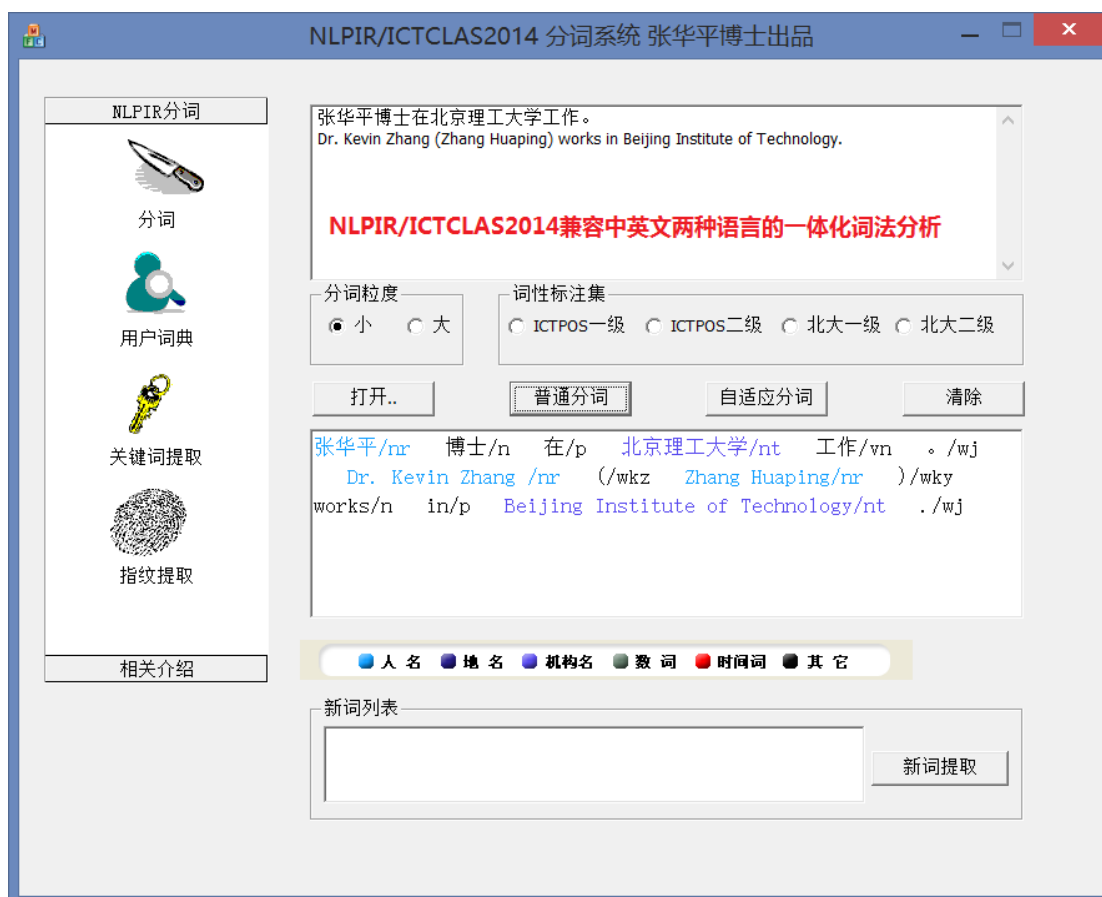 NLPIR/ICTCLAS2014 分词系统 张华平博士出品
NLPIR分词
分词
用户词典
关键词提取
指纹提取
相关介绍
张华平博士在北京理工大学工作。
Dr. Kevin Zhang (Zhang Huaping) works in Beijing Institute of Technology.
NLPIR/ICTCLAS2014兼容中英文两种语言的一体化词法分析
分词粒度
小 大
词性标注集
ICTPOS一级 ICTPOS二级 北大一级 北大二级
打开.. 普通分词 自适应分词 清除
张华平/nr 博士/n 在/p 北京理工大学/nt 工作/vn 。/wj
Dr. Kevin Zhang /nr (/wkz Zhang Huaping/nr )/wky
works/n in/p Beijing Institute of Technology/nt ./wj
人名 地名 机构名 数词 时间词 其它
新词列表
新词提取